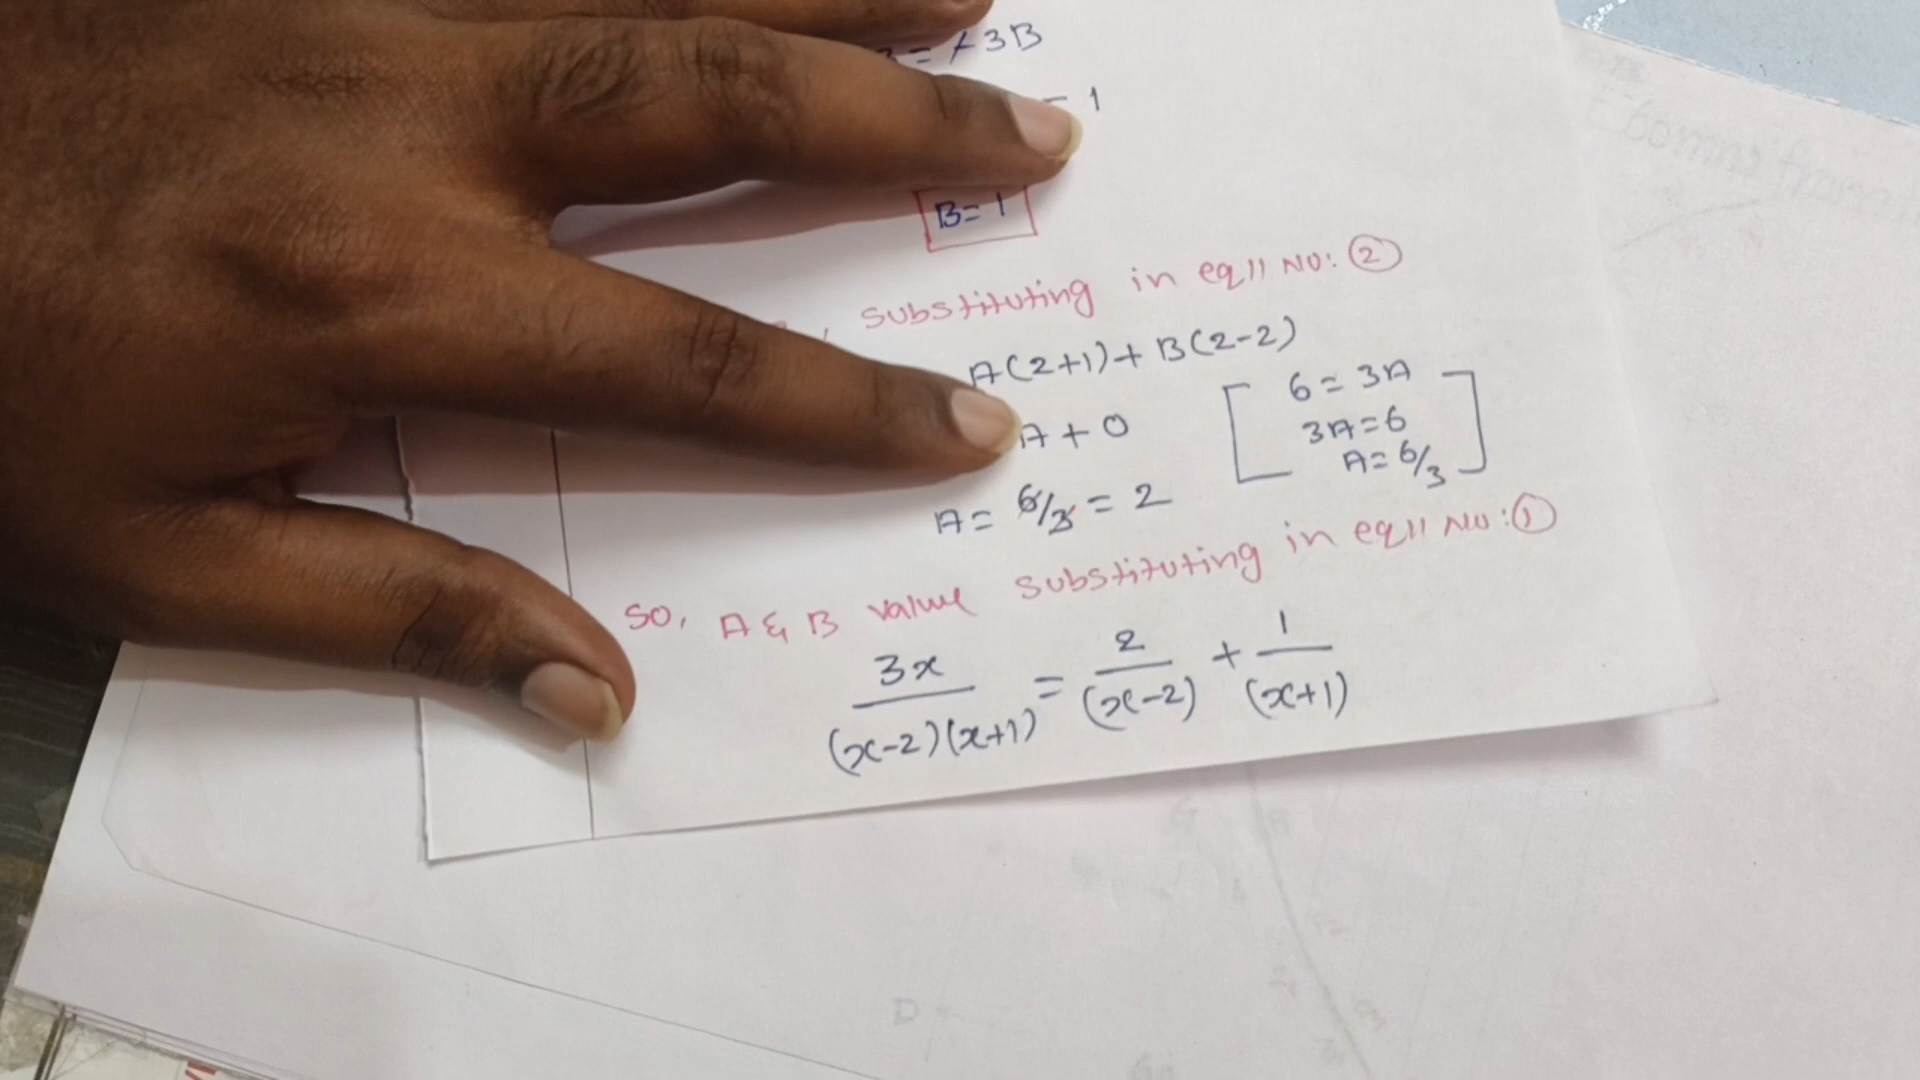 = -3B
= 1
B= 1
, substituting in eq11 NO: ②
A(2+1)+ B(2-2)
A + 0
[ 6 = 3A
3A = 6
A = 6/3 ]
A = 6/3 = 2
So, A & B value substituting in eq11 No: ①
3x/(x-2)(x+1) = 2/(x-2) + 1/(x+1)